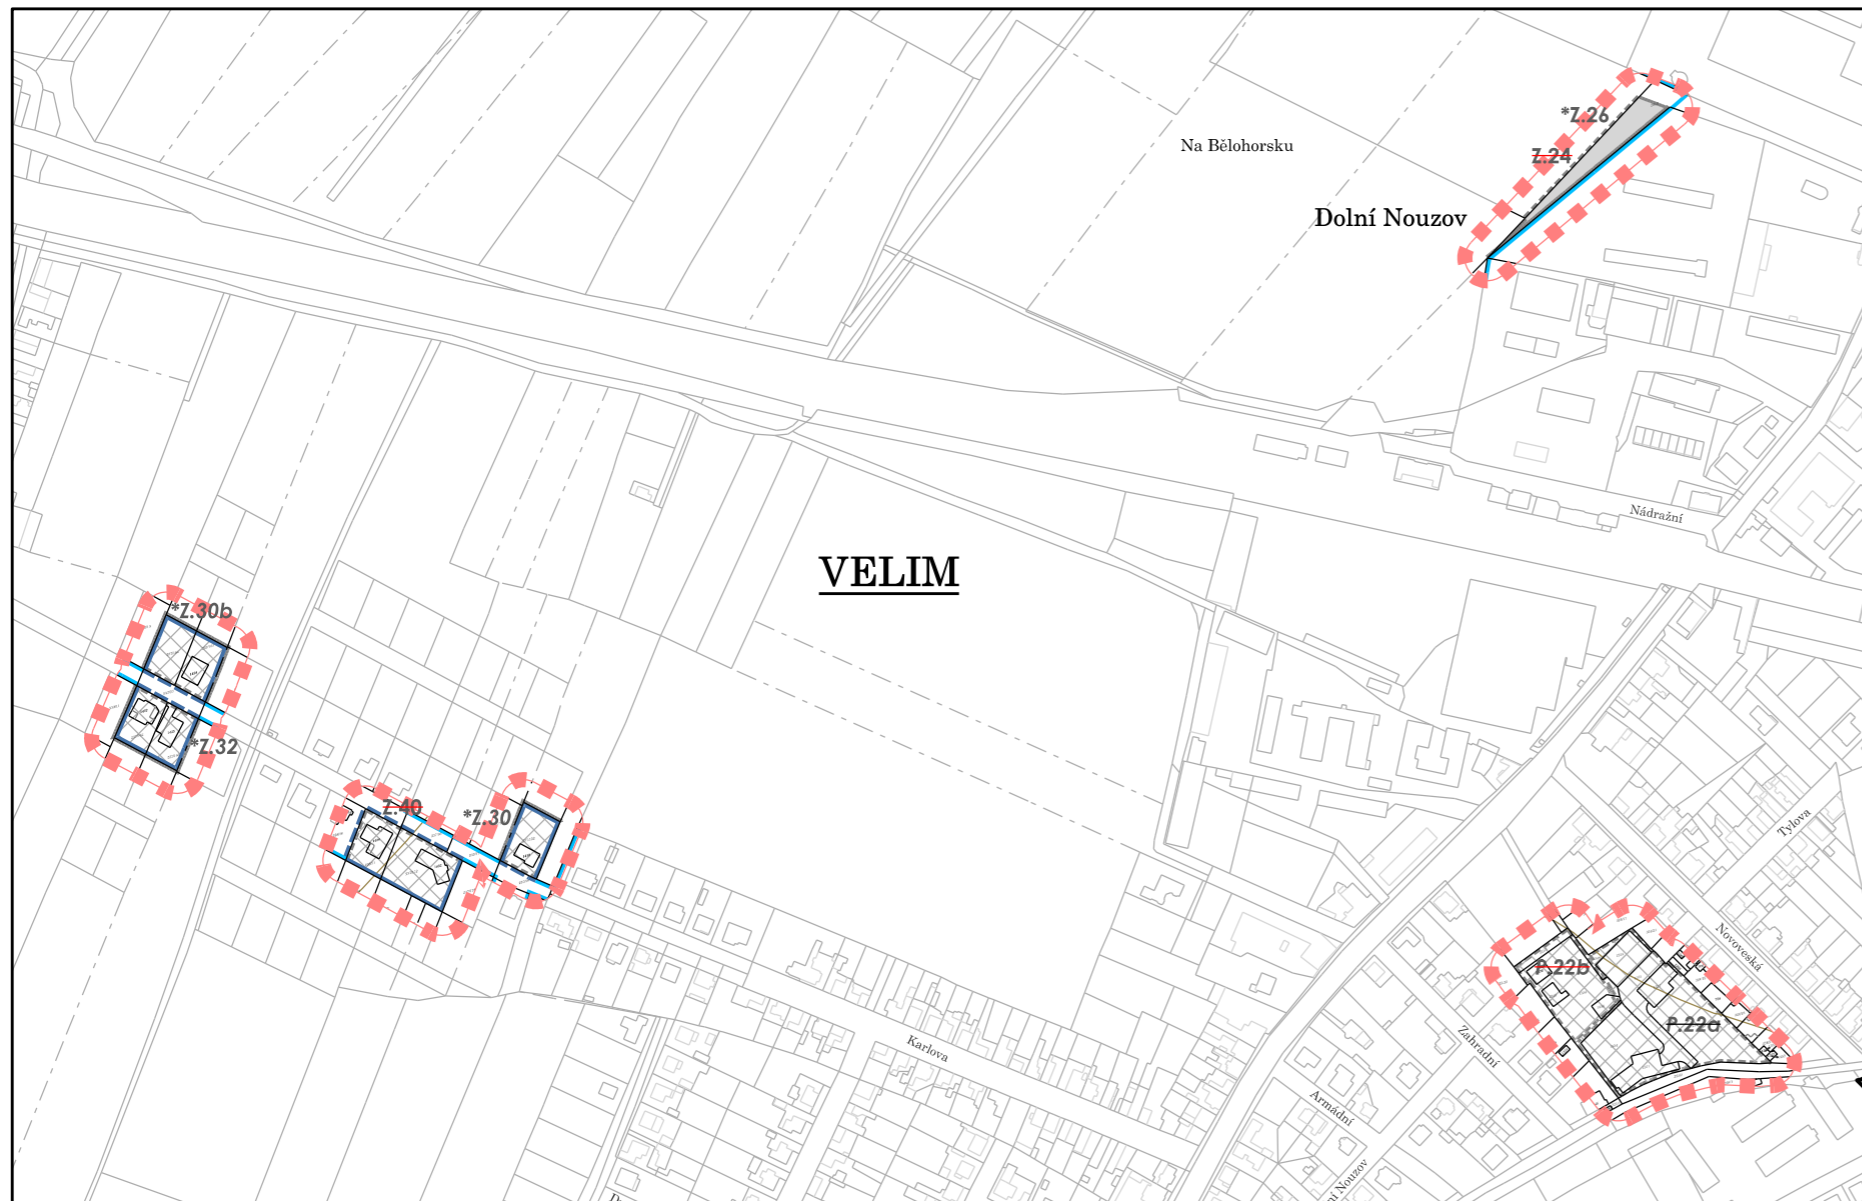 *Z.26
Na Bělohorsku
Z.24
Dolní Nouzov
Nádražní
VELIM
*Z.30b
*Z.32
Z.40
*Z.30
Tylova
Novoveská
P.22b
P.22a
Zahradní
Karlova
Armádní
Nouzov